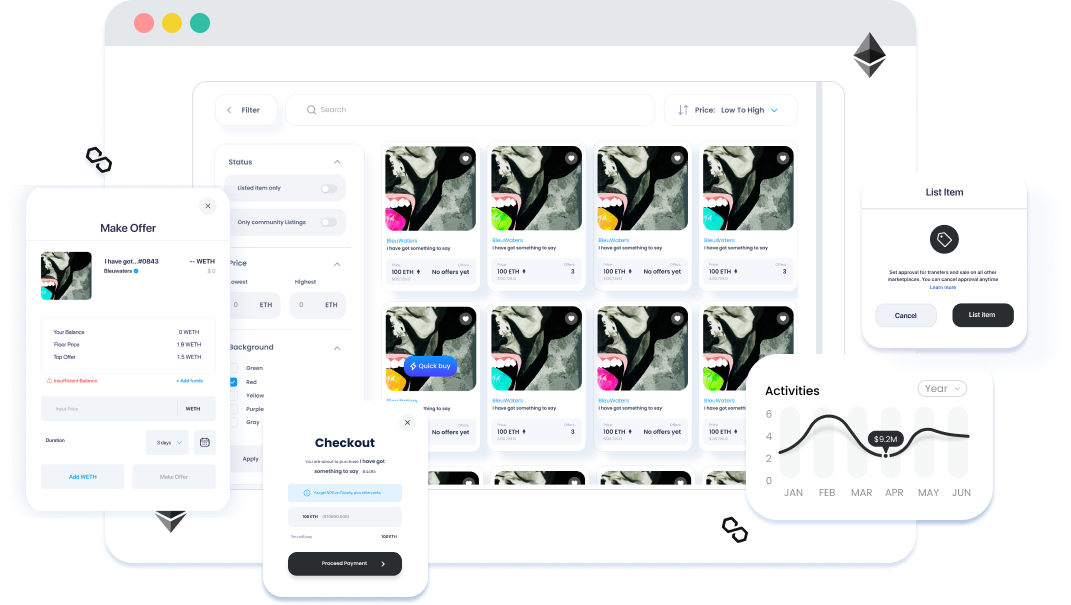 Filter
Search
Price: Low To High
Status
Listed item only
Only community Listings
Price
Lowest
Highest
0 ETH
0 ETH
Background
Green
Red
Yellow
Purple
Gray
Apply
BleuWaters
I have got something to say
Price
Offers
100 ETH
No offers yet
BleuWaters
I have got something to say
Price
Offers
100 ETH
3
BleuWaters
I have got something to say
Price
Offers
100 ETH
No offers yet
BleuWaters
I have got something to say
Price
Offers
100 ETH
3
Quick buy
something to say
Offers
No offers yet
BleuWaters
I have got something to say
Price
Offers
100 ETH
3
BleuWaters
I have got something to say
Price
Offers
100 ETH
No offers yet
BleuWaters
I have got something to say
Price
100 ETH
Make Offer
I have got...#0843
-- WETH
Bleuwaters
$ 0
Your Balance
0 WETH
Floor Price
1.9 WETH
Top Offer
1.5 WETH
Insufficient Balance
+ Add funds
Input Price
WETH
Duration
3 days
Add WETH
Make Offer
Checkout
You are about to purchase I have got
something to say
100ETH
You will pay
100ETH
Proceed Payment
List Item
Set approval for transfers and sale on all other
marketplaces. You can cancel approval anytime
Learn more
Cancel
List item
Activities
Year
6
4
2
0
$9.2M
JAN FEB MAR APR MAY JUN